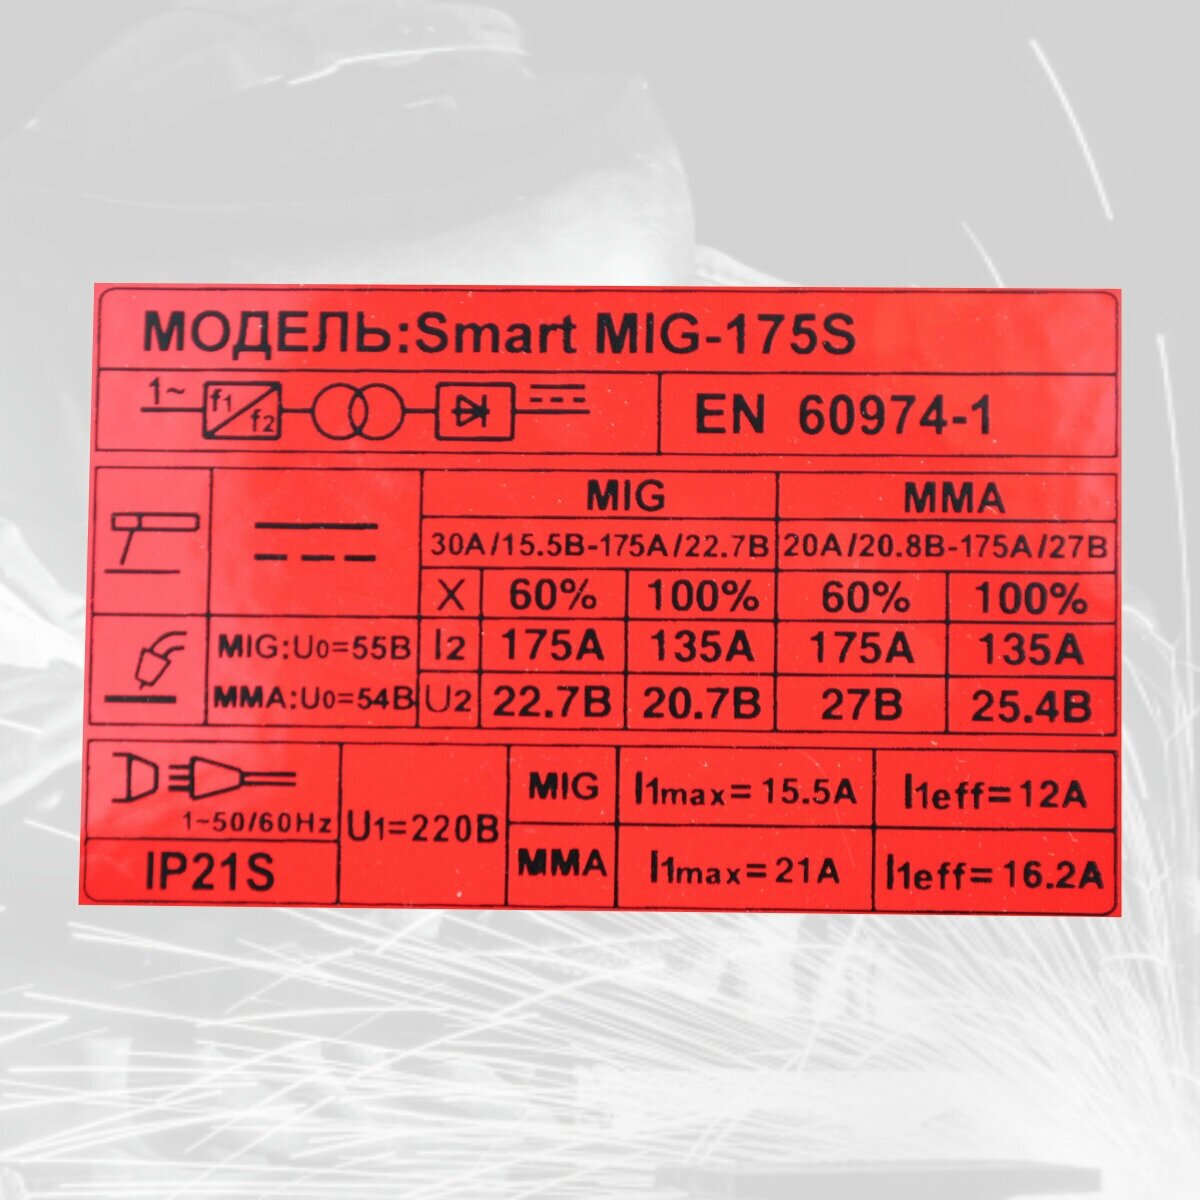 МОДЕЛЬ:Smart MIG-175S
1~ f1 f2
EN 60974-1
MIG MMA
30A/15.5B-175A/22.7B 20A/20.8B-175A/27B
X 60% 100% 60% 100%
MIG:U0=55B I2 175A 135A 175A 135A
MMA:U0=54B U2 22.7B 20.7B 27B 25.4B
1~50/60Hz
U1=220B
MIG I1max=15.5A I1eff=12A
IP21S
MMA I1max=21A I1eff=16.2A